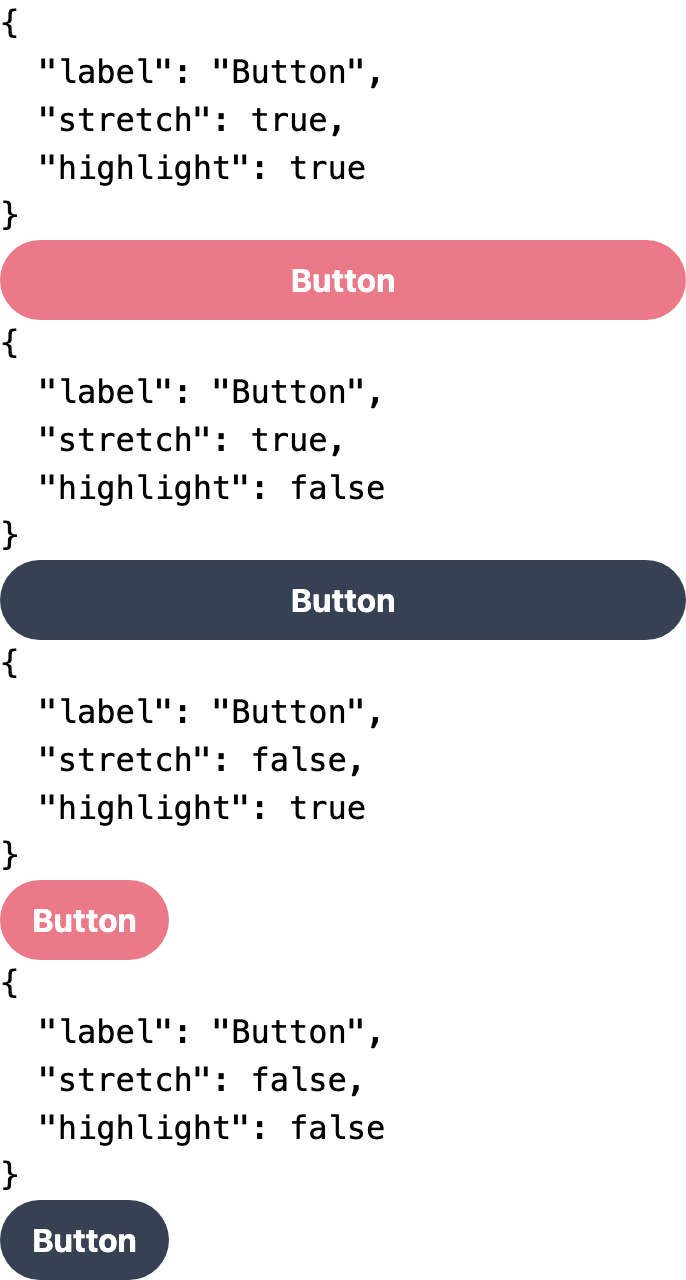 {
  "label": "Button",
  "stretch": true,
  "highlight": true
}
Button
{
  "label": "Button",
  "stretch": true,
  "highlight": false
}
Button
{
  "label": "Button",
  "stretch": false,
  "highlight": true
}
Button
{
  "label": "Button",
  "stretch": false,
  "highlight": false
}
Button